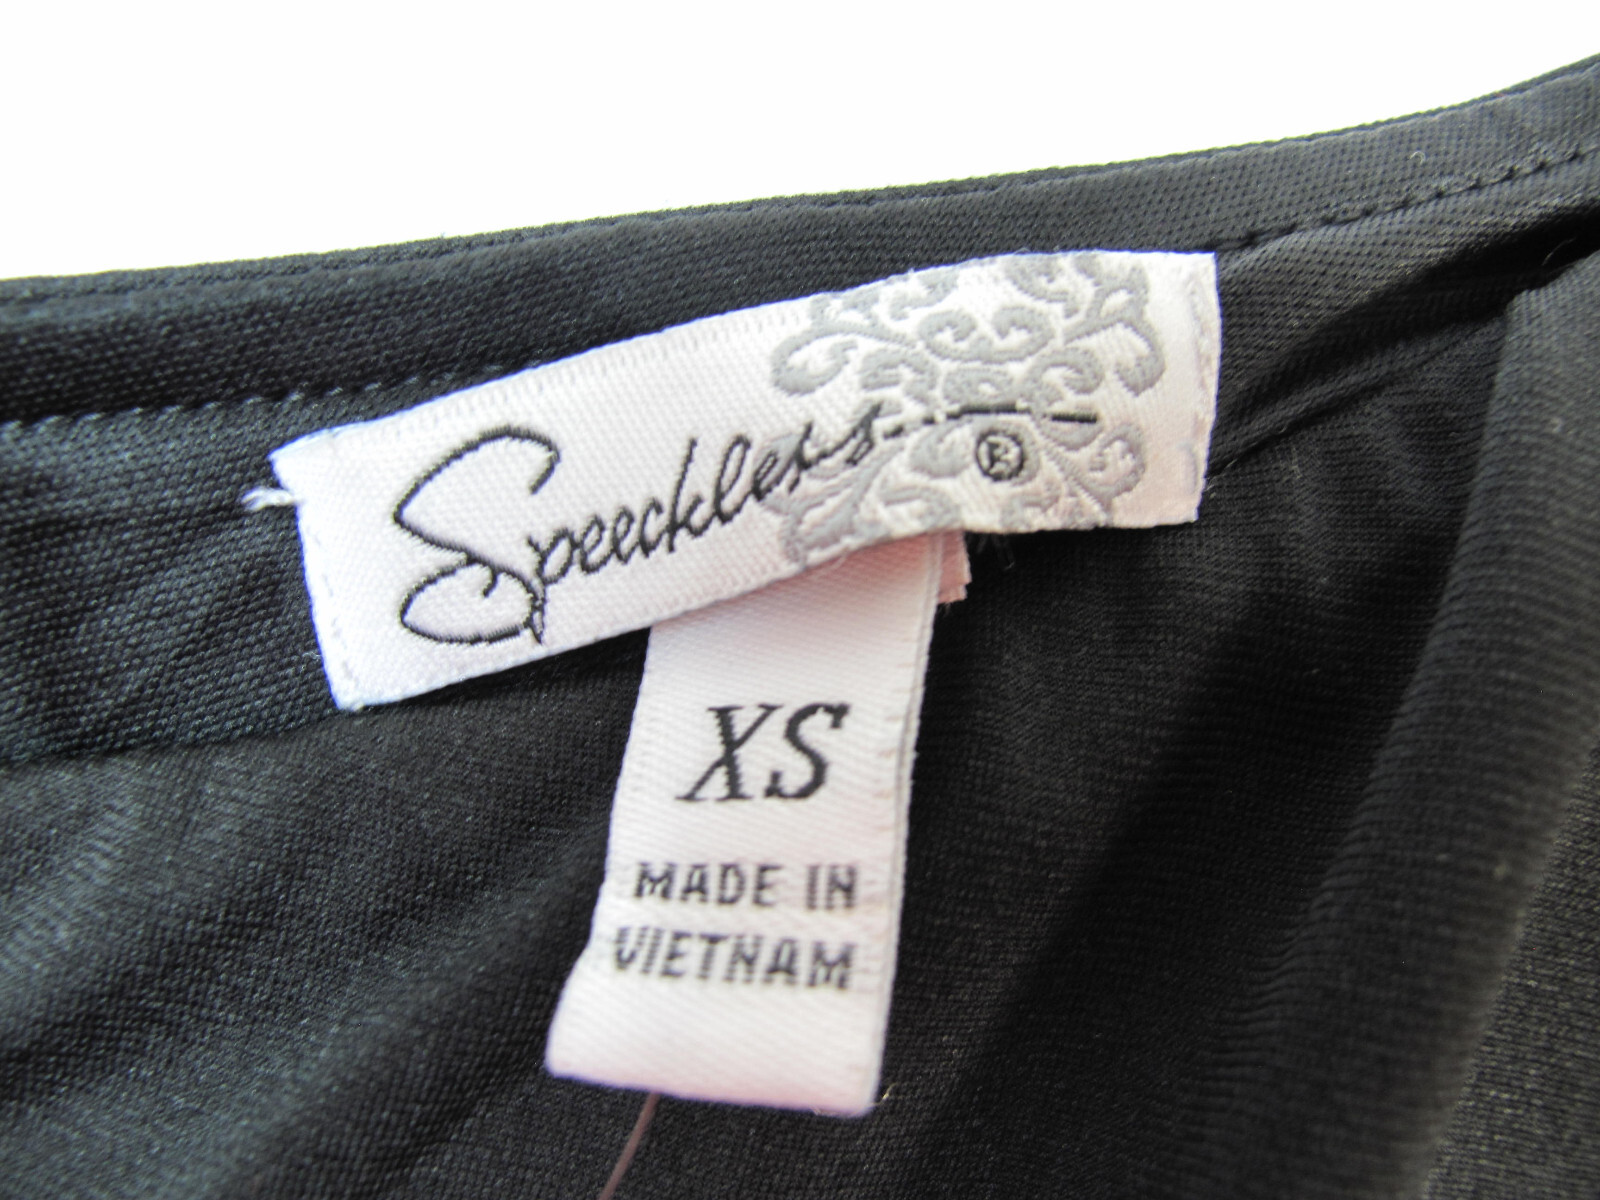 Speechless...
®
XS
MADE IN
VIETNAM